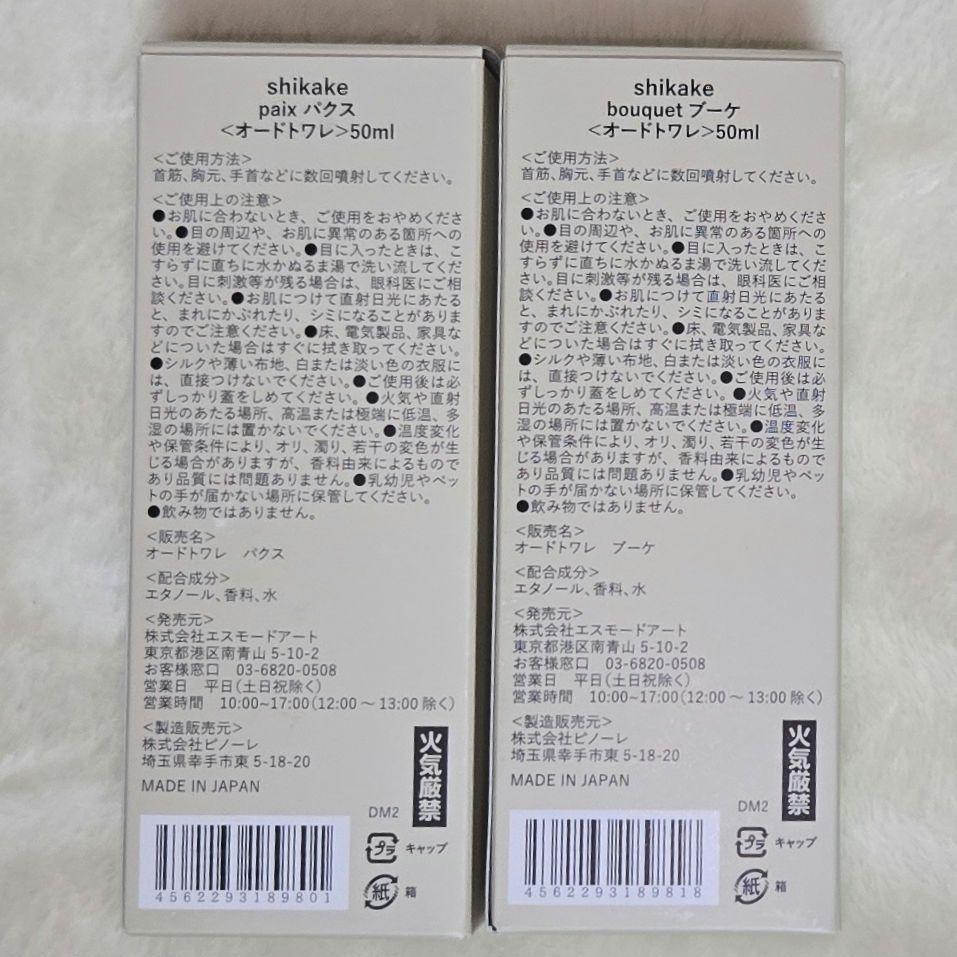 shikake
paix パクス
<オードトワレ>50ml
<ご使用方法>
首筋、胸元、手首などに数回噴射してください。
<ご使用上の注意>
●お肌に合わないとき、ご使用をおやめくださ
い。●目の周辺や、お肌に異常のある箇所への
使用を避けてください。●目に入ったときは、こ
すらずに直ちに水かぬるま湯で洗い流してくだ
さい。目に刺激等が残る場合は、眼科医にご相
談ください。●お肌につけて直射日光にあたる
と、まれにかぶれたり、シミになることがありま
すのでご注意ください。●床、電気製品、家具な
どについた場合はすぐに拭き取ってください。
●シルクや薄い布地、白または淡い色の衣服に
は、直接つけないでください。●ご使用後は必
ずしっかり蓋をしめてください。●火気や直射
日光のあたる場所、高温または極端に低温、多
湿の場所には置かないでください。●温度変化
や保管条件により、オリ、濁り、若干の変色が生
じる場合がありますが、香料由来によるもので
あり品質には問題ありません。●乳幼児やペッ
トの手が届かない場所に保管してください。
●飲み物ではありません。
<販売名>
オードトワレ パクス
<配合成分>
エタノール、香料、水
<発売元>
株式会社エスモードアート
東京都港区南青山 5-10-2
お客様窓口 03-6820-0508
営業日 平日(土日祝除く)
営業時間 10:00~17:00(12:00 ~ 13:00 除く)
<製造販売元>
株式会社ピノーレ
埼玉県幸手市東 5-18-20
MADE IN JAPAN
火気厳禁
DM2
プラ キャップ
紙 箱
4562293189801
shikake
bouquet ブーケ
<オードトワレ>50ml
<ご使用方法>
首筋、胸元、手首などに数回噴射してください。
<ご使用上の注意>
●お肌に合わないとき、ご使用をおやめくださ
い。●目の周辺や、お肌に異常のある箇所への
使用を避けてください。●目に入ったときは、こ
すらずに直ちに水かぬるま湯で洗い流してくだ
さい。目に刺激等が残る場合は、眼科医にご相
談ください。●お肌につけて直射日光にあたる
と、まれにかぶれたり、シミになることがありま
すのでご注意ください。●床、電気製品、家具な
どについた場合はすぐに拭き取ってください。
●シルクや薄い布地、白または淡い色の衣服に
は、直接つけないでください。●ご使用後は必
ずしっかり蓋をしめてください。●火気や直射
日光のあたる場所、高温または極端に低温、多
湿の場所には置かないでください。●温度変化
や保管条件により、オリ、濁り、若干の変色が生
じる場合がありますが、香料由来によるもので
あり品質には問題ありません。●乳幼児やペッ
トの手が届かない場所に保管してください。
●飲み物ではありません。
<販売名>
オードトワレ ブーケ
<配合成分>
エタノール、香料、水
<発売元>
株式会社エスモードアート
東京都港区南青山 5-10-2
お客様窓口 03-6820-0508
営業日 平日(土日祝除く)
営業時間 10:00~17:00(12:00 ~ 13:00 除く)
<製造販売元>
株式会社ピノーレ
埼玉県幸手市東 5-18-20
MADE IN JAPAN
火気厳禁
DM2
プラ キャップ
紙 箱
4562293189818